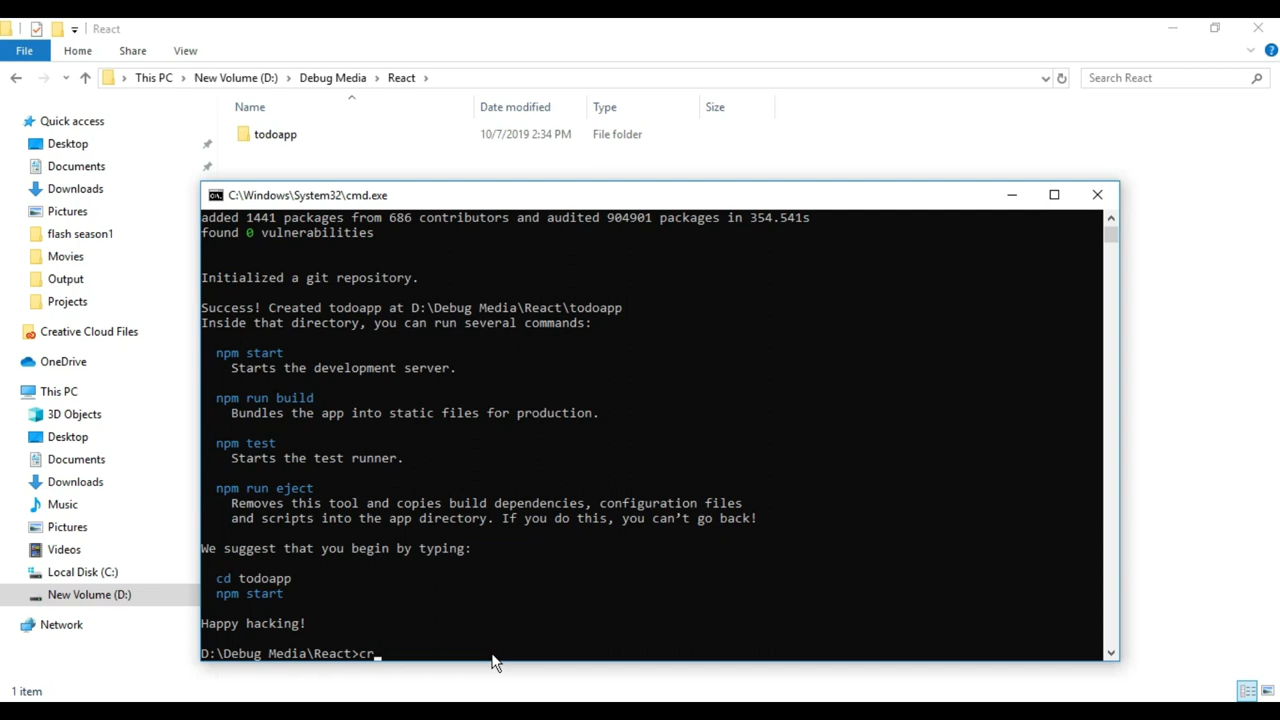 React
File
Home
Share
View
This PC
New Volume (D:)
Debug Media
React
Search React
Name
Date modified
Type
Size
todoapp
10/7/2019 2:34 PM
File folder
Quick access
Desktop
Documents
Downloads
Pictures
flash season1
Movies
Output
Projects
Creative Cloud Files
OneDrive
This PC
3D Objects
Desktop
Documents
Downloads
Music
Pictures
Videos
Local Disk (C:)
New Volume (D:)
Network
1 item
C:\Windows\System32\cmd.exe
added 1441 packages from 686 contributors and audited 904901 packages in 354.541s
found 0 vulnerabilities
Initialized a git repository.
Success! Created todoapp at D:\Debug Media\React\todoapp
Inside that directory, you can run several commands:
npm start
Starts the development server.
npm run build
Bundles the app into static files for production.
npm test
Starts the test runner.
npm run eject
Removes this tool and copies build dependencies, configuration files
and scripts into the app directory. If you do this, you can’t go back!
We suggest that you begin by typing:
cd todoapp
npm start
Happy hacking!
D:\Debug Media\React>cr_